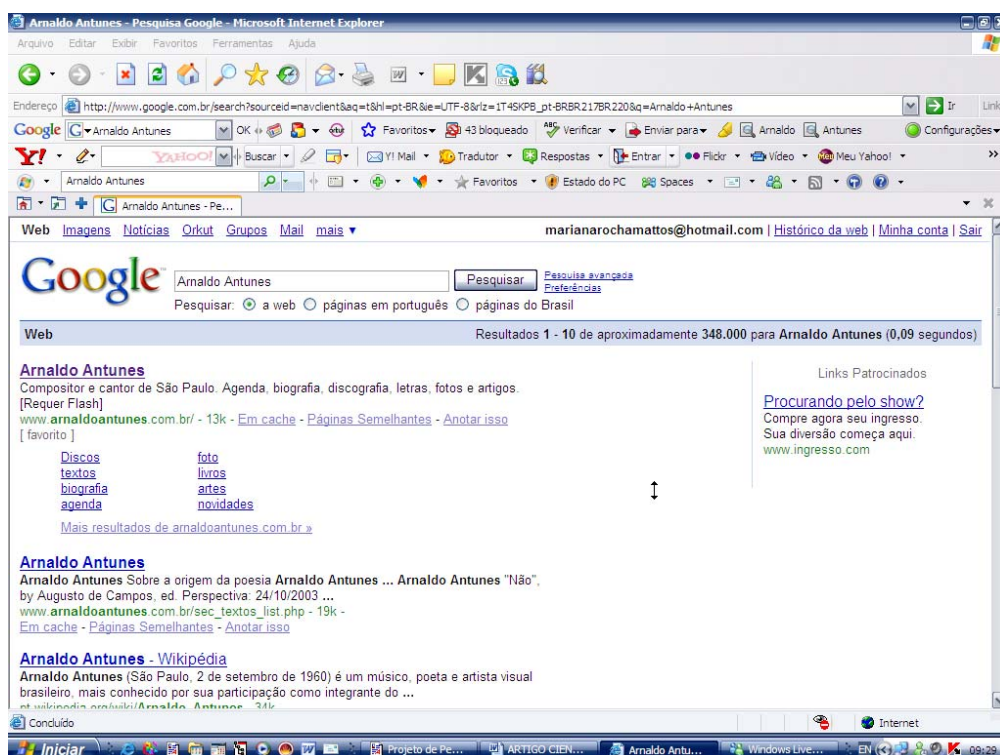 Arnaldo Antunes - Pesquisa Google - Microsoft Internet Explorer
Arquivo Editar Exibir Favoritos Ferramentas Ajuda
Endereço http://www.google.com.br/search?sourceid=navclient&aq=t&hl=pt-BR&ie=UTF-8&rlz=1T4SKPB_pt-BRBR217BR220&q=Arnaldo+Antunes Ir Link
Google G Arnaldo Antunes OK Favoritos 43 bloqueado ABC Verificar Enviar para Arnaldo Antunes Configurações
Y! YAHOO! Buscar Y! Mail Tradutor Respostas Entrar Flickr Vídeo Meu Yahoo! »
Arnaldo Antunes Favoritos Estado do PC Spaces
G Arnaldo Antunes - Pe...
Web Imagens Notícias Orkut Grupos Mail mais ▼ marianarochamattos@hotmail.com | Histórico da web | Minha conta | Sair
Google Arnaldo Antunes Pesquisar Pesquisa avançada
Preferências
Pesquisar: a web páginas em português páginas do Brasil
Web Resultados 1 - 10 de aproximadamente 348.000 para Arnaldo Antunes (0,09 segundos)
Arnaldo Antunes
Compositor e cantor de São Paulo. Agenda, biografia, discografia, letras, fotos e artigos.
[Requer Flash]
www.arnaldoantunes.com.br/ - 13k - Em cache - Páginas Semelhantes - Anotar isso
[ favorito ]
Discos foto
textos livros
biografia artes
agenda novidades
Mais resultados de arnaldoantunes.com.br »
Links Patrocinados
Procurando pelo show?
Compre agora seu ingresso.
Sua diversão começa aqui.
www.ingresso.com
Arnaldo Antunes
Arnaldo Antunes Sobre a origem da poesia Arnaldo Antunes ... Arnaldo Antunes "Não",
by Augusto de Campos, ed. Perspectiva: 24/10/2003 ...
www.arnaldoantunes.com.br/sec_textos_list.php - 19k -
Em cache - Páginas Semelhantes - Anotar isso
Arnaldo Antunes - Wikipédia
Arnaldo Antunes (São Paulo, 2 de setembro de 1960) é um músico, poeta e artista visual
brasileiro, mais conhecido por sua participação como integrante do ...
pt.wikipedia.org/wiki/Arnaldo_Antunes - 34k
Concluído Internet
Iniciar Projeto de Pe... ARTIGO CIEN... Arnaldo Antu... Windows Live... EN 09:03